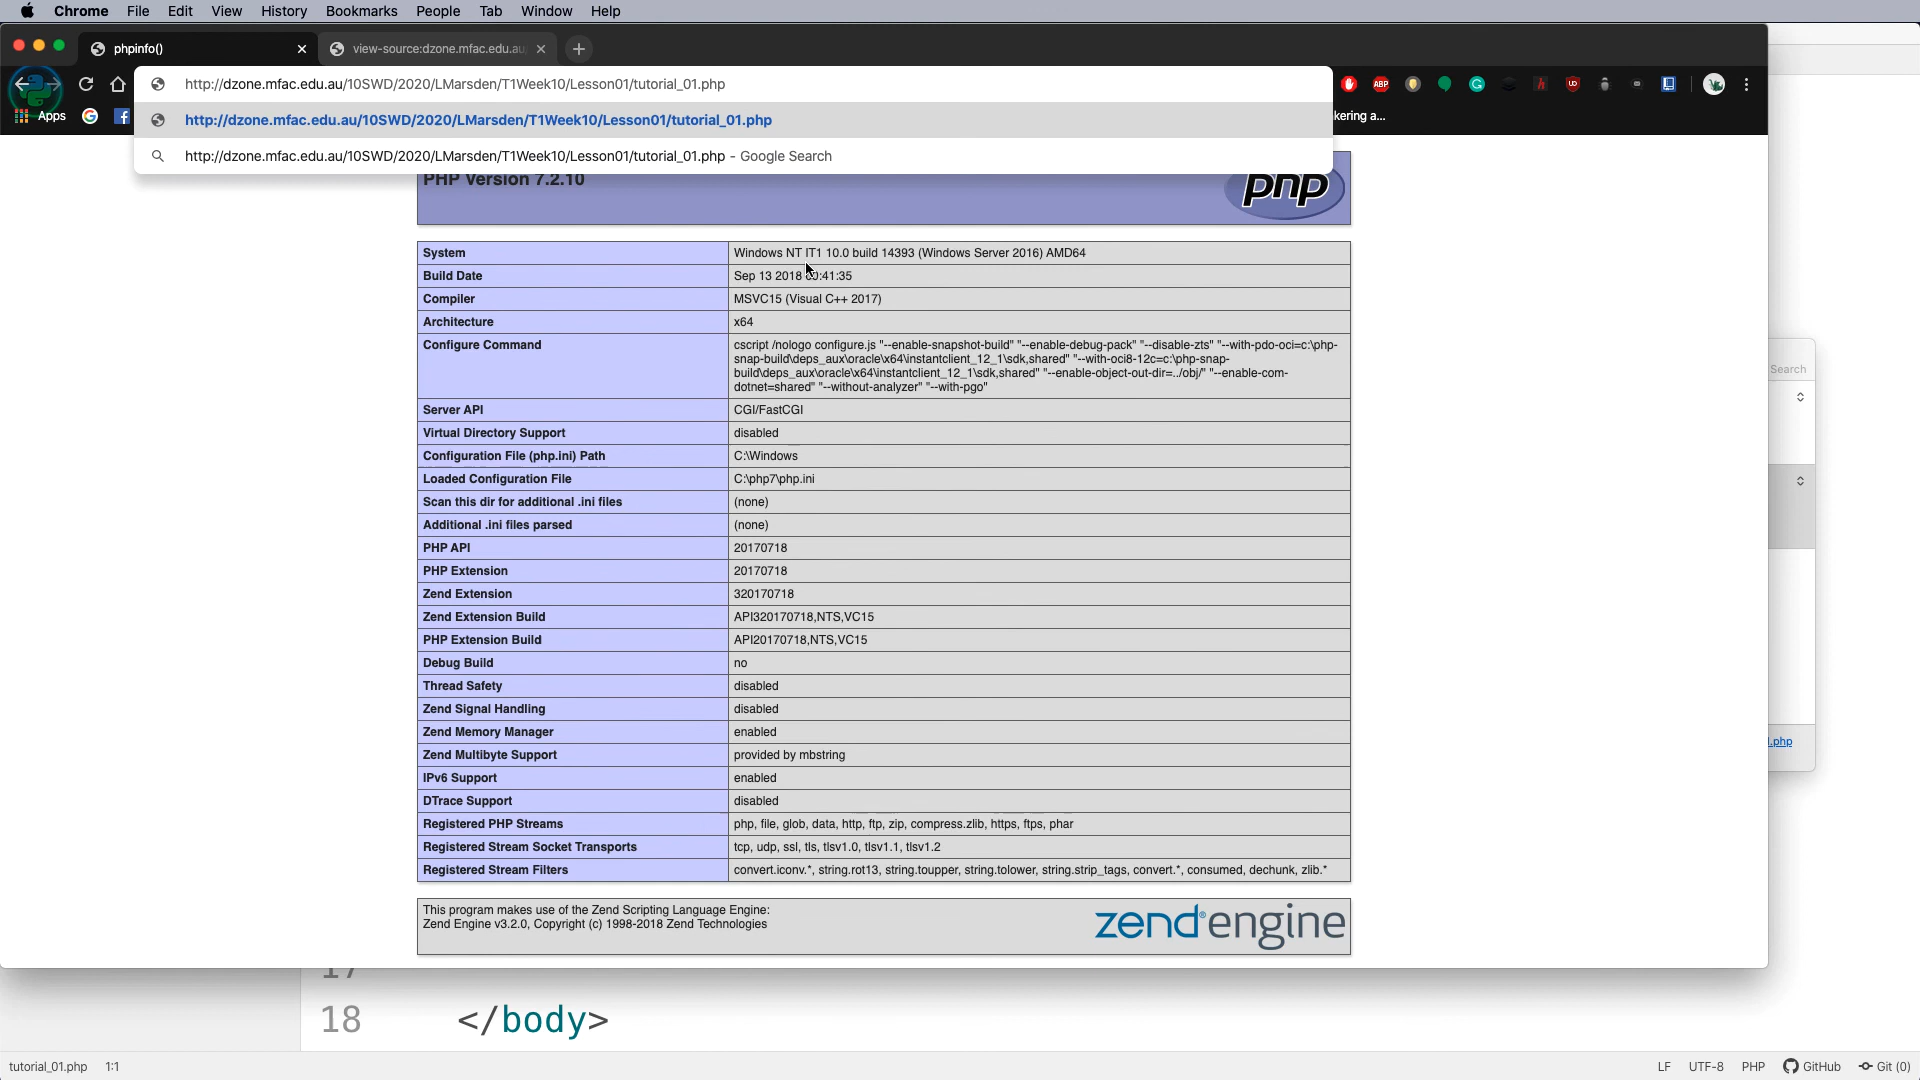 Chrome File Edit View History Bookmarks People Tab Window Help
phpinfo() view-source:dzone.mfac.edu.au
http://dzone.mfac.edu.au/10SWD/2020/LMarsden/T1Week10/Lesson01/tutorial_01.php
Apps kering a...
http://dzone.mfac.edu.au/10SWD/2020/LMarsden/T1Week10/Lesson01/tutorial_01.php
http://dzone.mfac.edu.au/10SWD/2020/LMarsden/T1Week10/Lesson01/tutorial_01.php - Google Search
PHP Version 7.2.10 php
System Windows NT IT1 10.0 build 14393 (Windows Server 2016) AMD64
Build Date Sep 13 2018 :41:35
Compiler MSVC15 (Visual C++ 2017)
Architecture x64
Configure Command cscript /nologo configure.js "--enable-snapshot-build" "--enable-debug-pack" "--disable-zts" "--with-pdo-oci=c:\php-
snap-build\deps_aux\oracle\x64\instantclient_12_1\sdk,shared" "--with-oci8-12c=c:\php-snap-
build\deps_aux\oracle\x64\instantclient_12_1\sdk,shared" "--enable-object-out-dir=../obj/" "--enable-com-
dotnet=shared" "--without-analyzer" "--with-pgo"
Search
Server API CGI/FastCGI
Virtual Directory Support disabled
Configuration File (php.ini) Path C:\Windows
Loaded Configuration File C:\php7\php.ini
Scan this dir for additional .ini files (none)
Additional .ini files parsed (none)
PHP API 20170718
PHP Extension 20170718
Zend Extension 320170718
Zend Extension Build API320170718,NTS,VC15
PHP Extension Build API20170718,NTS,VC15
Debug Build no
Thread Safety disabled
Zend Signal Handling disabled
Zend Memory Manager enabled
.php
Zend Multibyte Support provided by mbstring
IPv6 Support enabled
DTrace Support disabled
Registered PHP Streams php, file, glob, data, http, ftp, zip, compress.zlib, https, ftps, phar
Registered Stream Socket Transports tcp, udp, ssl, tls, tlsv1.0, tlsv1.1, tlsv1.2
Registered Stream Filters convert.iconv.*, string.rot13, string.toupper, string.tolower, string.strip_tags, convert.*, consumed, dechunk, zlib.*
This program makes use of the Zend Scripting Language Engine:
Zend Engine v3.2.0, Copyright (c) 1998-2018 Zend Technologies
zend engine
17
18 </body>
tutorial_01.php 1:1 LF UTF-8 PHP GitHub Git (0)